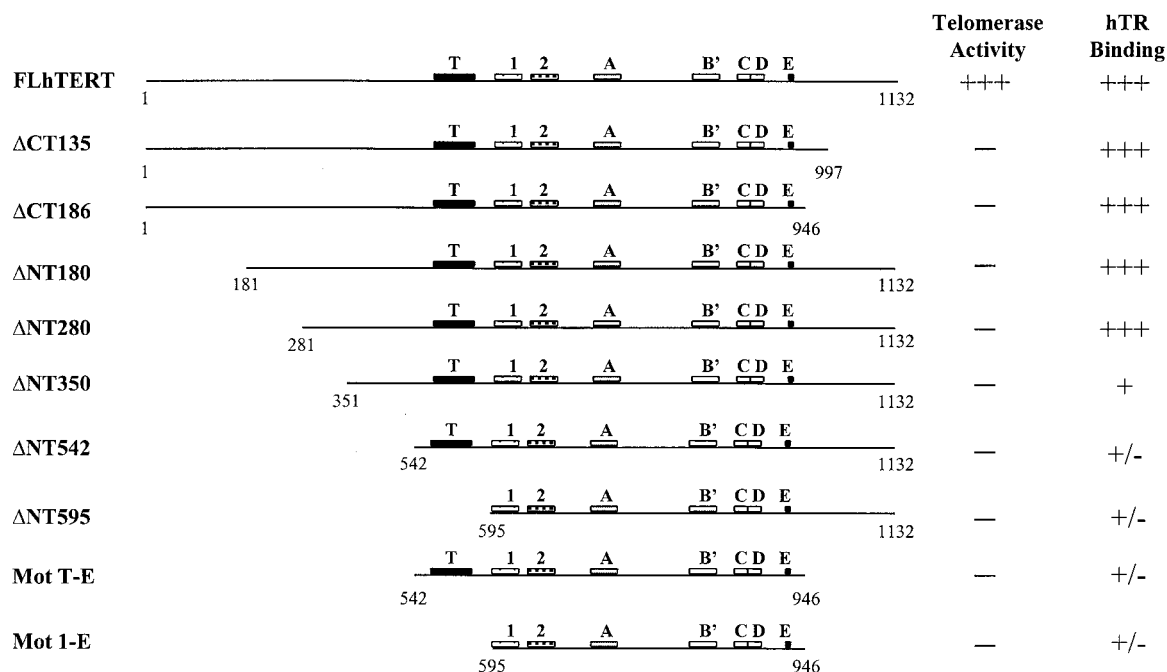 Telomerase Activity hTR Binding
T 1 2 A B' C D E
FLhTERT +++ +++
1 1132
T 1 2 A B' C D E
ΔCT135 — +++
1 997
T 1 2 A B' C D E
ΔCT186 — +++
1 946
T 1 2 A B' C D E
ΔNT180 — +++
181 1132
T 1 2 A B' C D E
ΔNT280 — +++
281 1132
T 1 2 A B' C D E
ΔNT350 — +
351 1132
T 1 2 A B' C D E
ΔNT542 — +/-
542 1132
1 2 A B' C D E
ΔNT595 — +/-
595 1132
T 1 2 A B' C D E
Mot T-E — +/-
542 946
1 2 A B' C D E
Mot 1-E — +/-
595 946